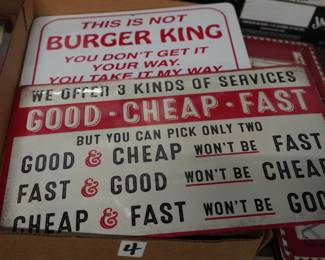 THIS IS NOT
BURGER KING
YOU DON'T GET IT
YOUR WAY.
YOU TAKE IT MY WAY
WE OFFER 3 KINDS OF SERVICES
GOOD · CHEAP · FAST
BUT YOU CAN PICK ONLY TWO
GOOD & CHEAP WON'T BE FAST
FAST & GOOD WON'T BE CHEAP
CHEAP & FAST WON'T BE GOOD
4